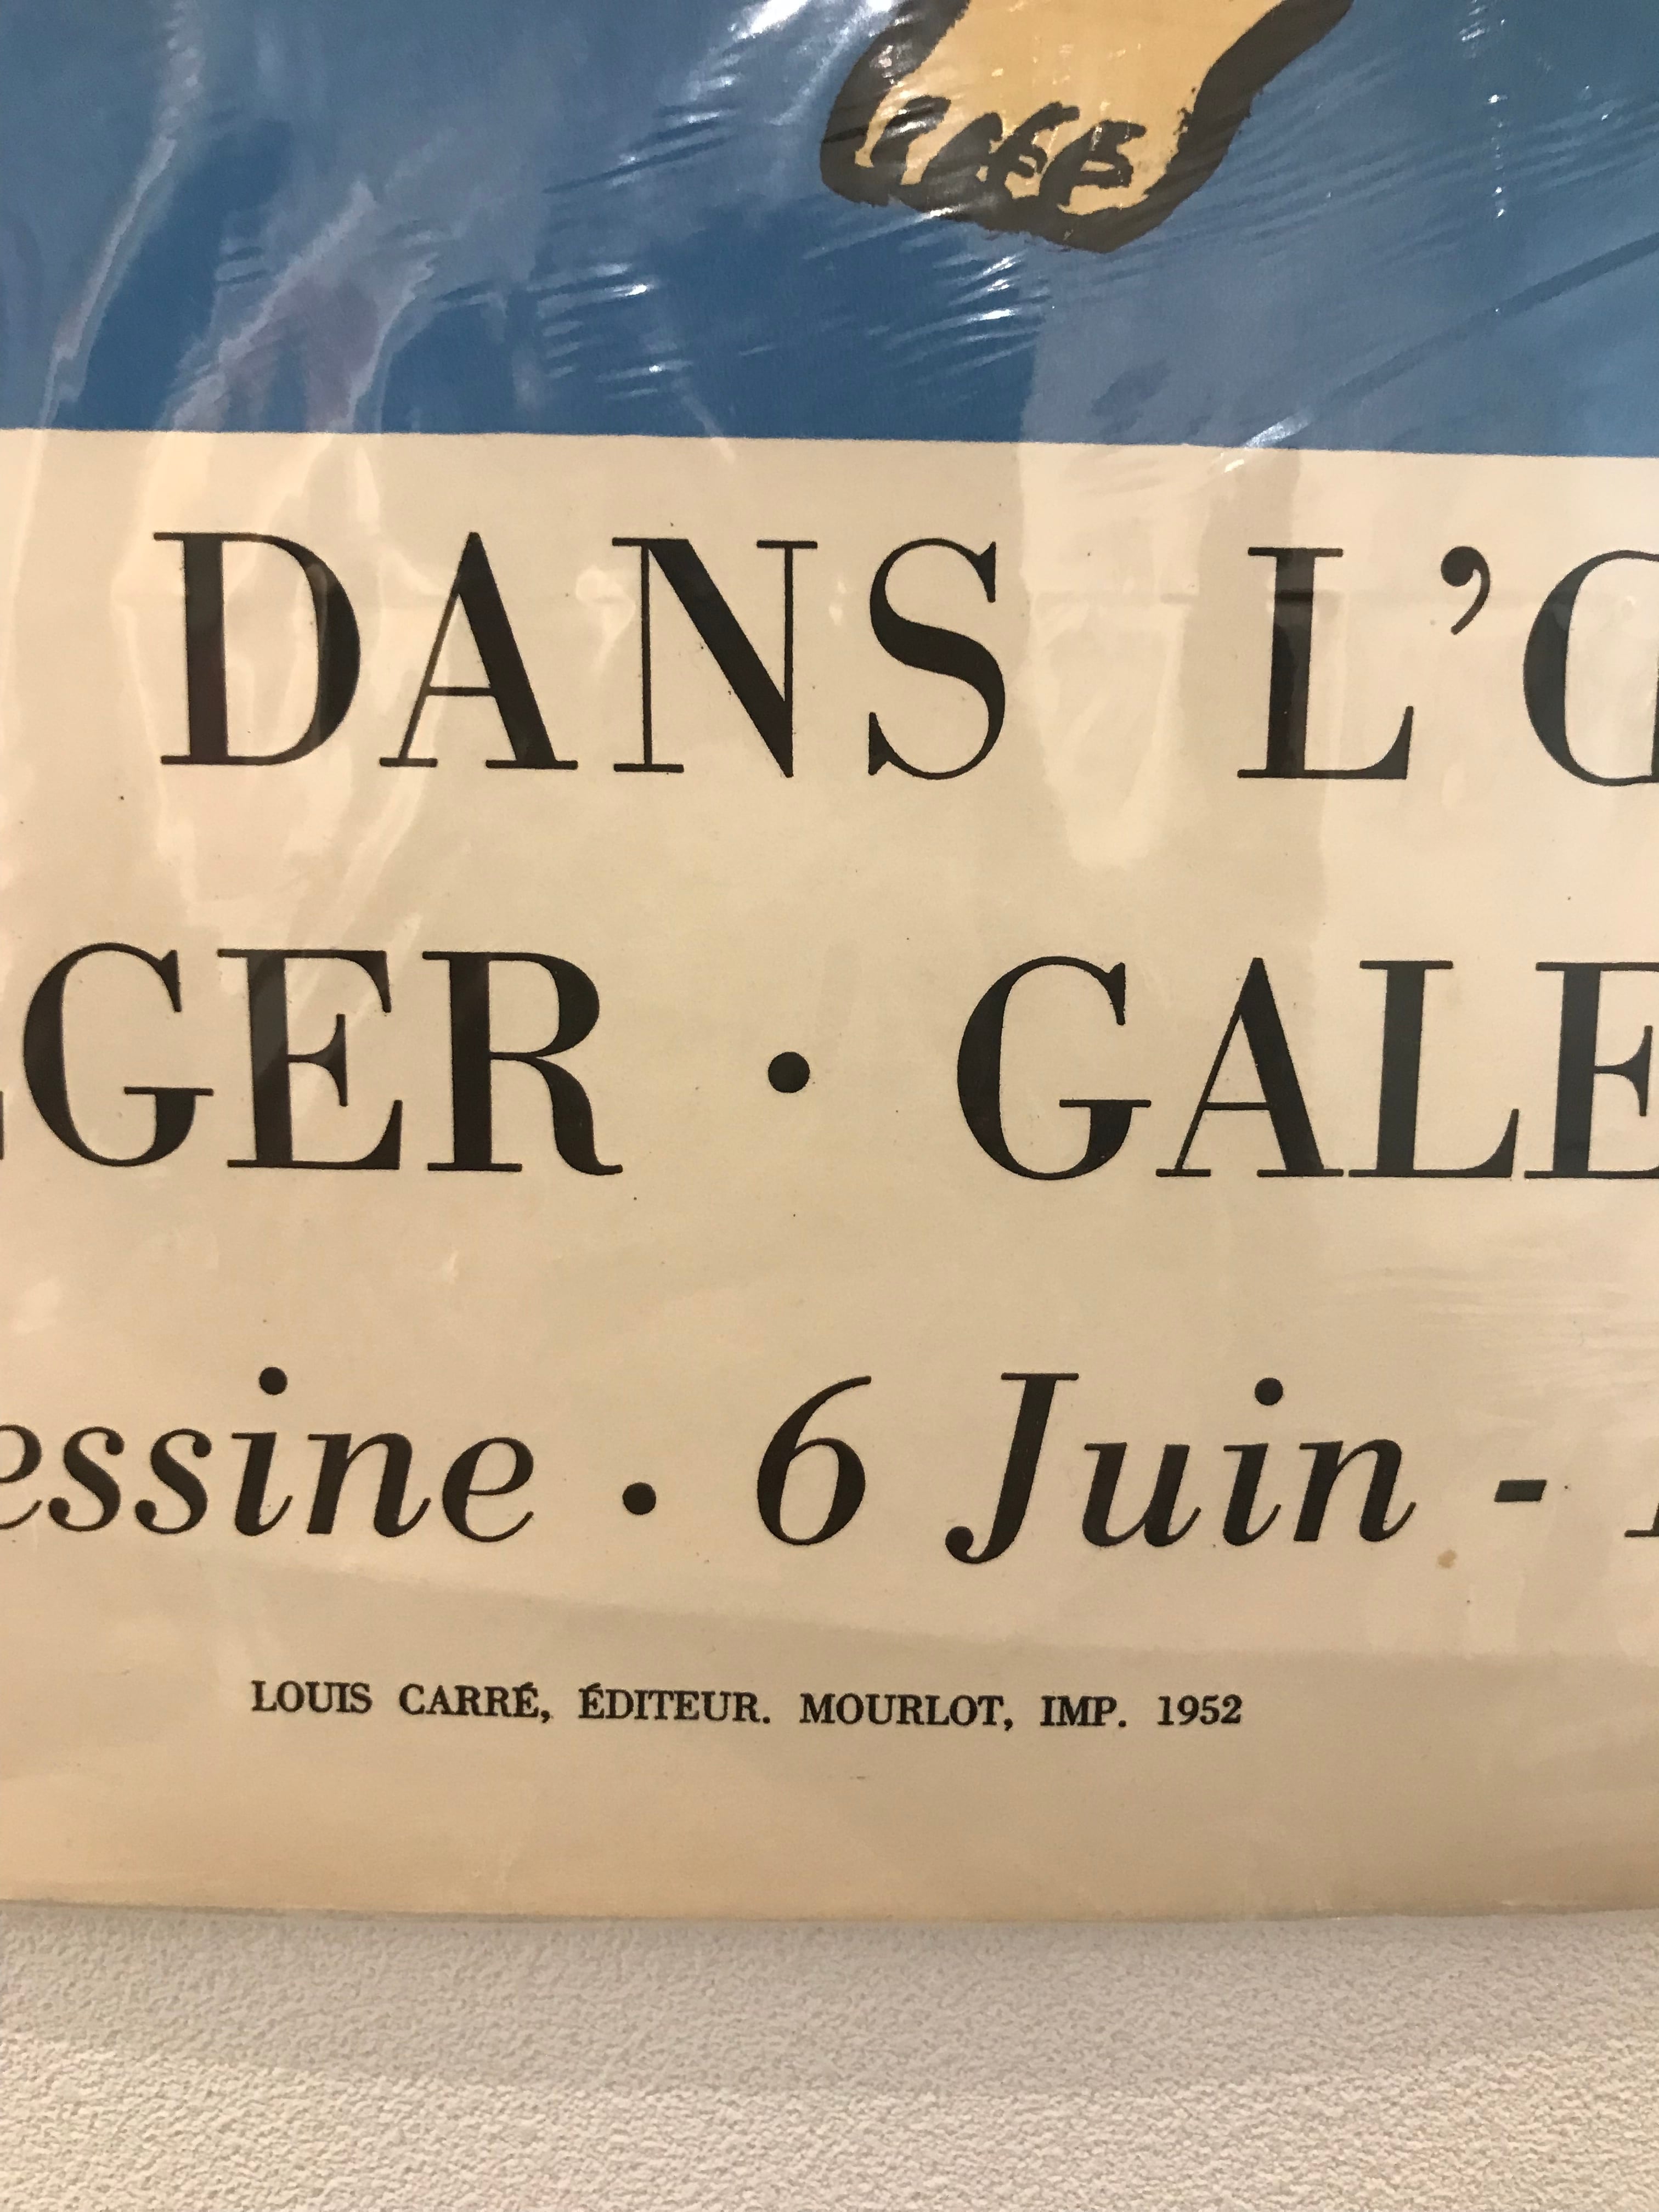 DANS L'
GER • GALE
essine • 6 Juin -
LOUIS CARRÉ, ÉDITEUR. MOURLOT, IMP. 1952